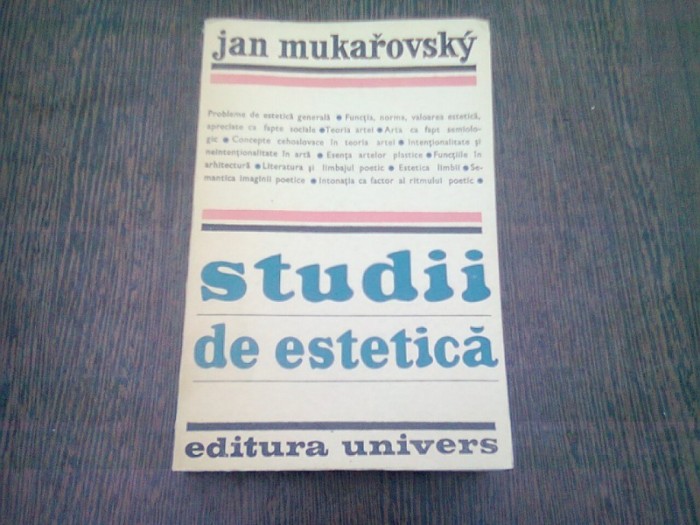 jan mukařovský
Probleme de estetică generală ● Funcția, norma, valoarea estetică,
apreciate ca fapte sociale ● Teoria artei ● Arta ca fapt semiolo-
gic ● Concepte cehoslovace în teoria artei ● Intenționalitate și
neintenționalitate în artă ● Esența artelor plastice ● Funcțiile în
arhitectură ● Literatura și limbajul poetic ● Estetica limbii ● Se-
mantica imaginii poetice ● Intonația ca factor al ritmului poetic ●
studii
de estetică
editura univers